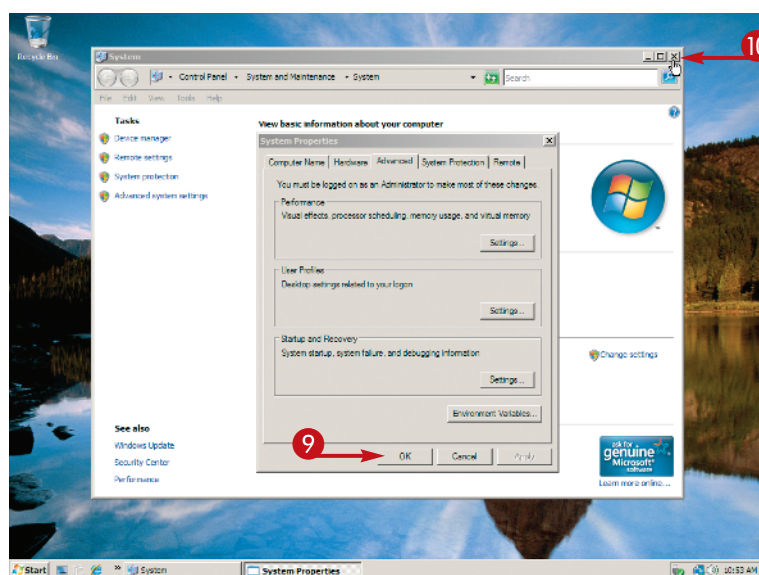 Recycle Bin
System
10
Control Panel System and Maintenance System
Search
File Edit View Tools Help
Tasks
Device manager
Remote settings
System protection
Advanced system settings
View basic information about your computer
System Properties
Computer Name Hardware Advanced System Protection Remote
You must be logged on as an Administrator to make most of these changes.
Performance
Visual effects, processor scheduling, memory usage, and virtual memory
Settings...
User Profiles
Desktop settings related to your logon
Settings...
Startup and Recovery
System startup, system failure, and debugging information
Settings...
Environment Variables...
9
OK Cancel Apply
Change settings
See also
Windows Update
Security Center
Performance
ask for
genuine
Microsoft
software
Learn more online...
Start » System System Properties 10:53 AM